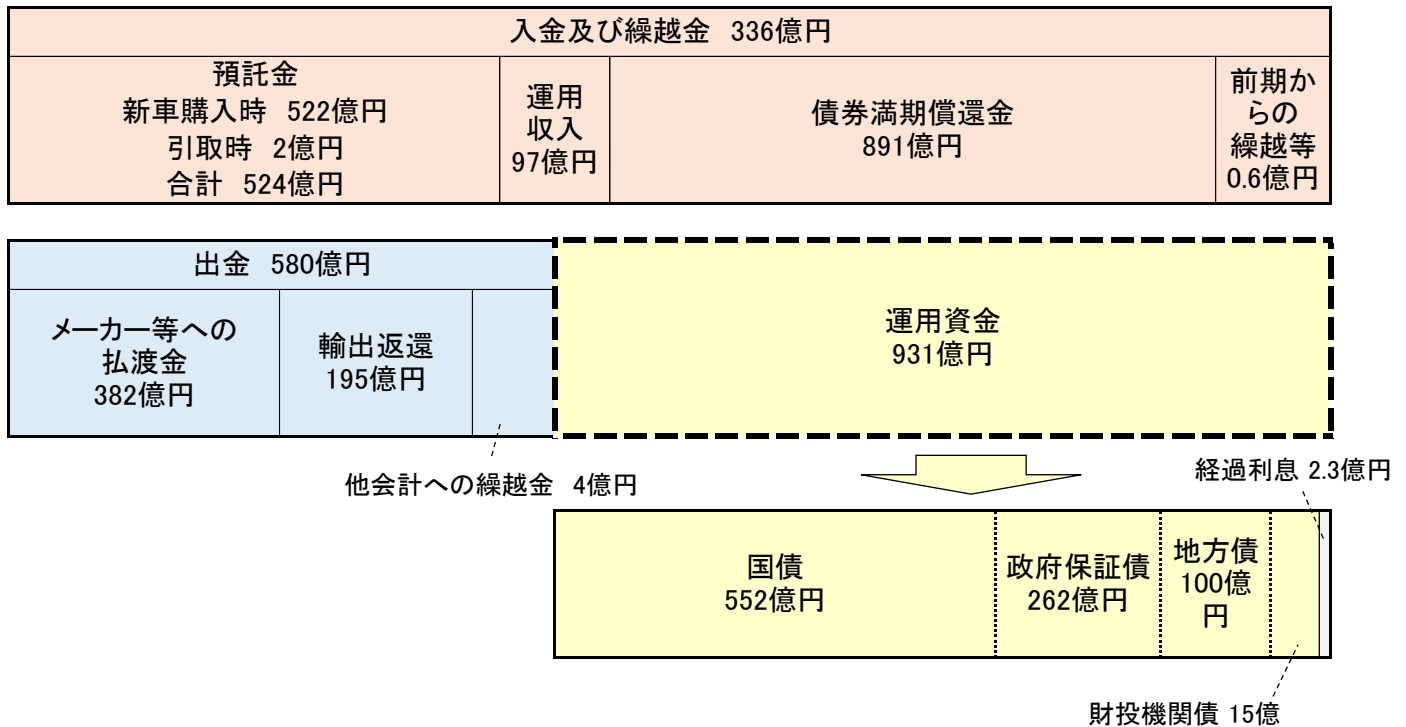 入金及び繰越金 336億円
預託金
新車購入時 522億円
引取時 2億円
合計 524億円
運用
収入
97億円
債券満期償還金
891億円
前期か
らの
繰越等
0.6億円
出金 580億円
メーカー等への
払渡金
382億円
輸出返還
195億円
他会計への繰越金 4億円
運用資金
931億円
経過利息 2.3億円
国債
552億円
政府保証債
262億円
地方債
100億
円
財投機関債 15億